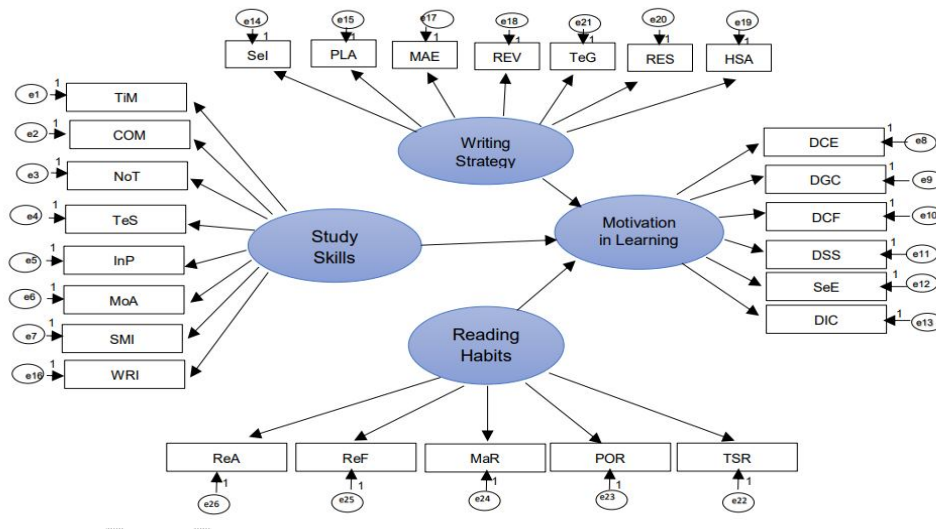 e14 e15 e17 e18 e21 e20 e19
1 1 1 1 1 1 1
SeI PLA MAE REV TeG RES HSA
Writing
Strategy
e1 1 TiM
e2 1 COM
e3 1 NoT
e4 1 TeS
e5 1 InP
e6 1 MoA
e7 1 SMI
e16 1 WRI
Study
Skills
Motivation
in Learning
DCE 1 e8
DGC 1 e9
DCF 1 e10
DSS 1 e11
SeE 1 e12
DIC 1 e13
Reading
Habits
ReA ReF MaR POR TSR
1 1 1 1 1
e26 e25 e24 e23 e22